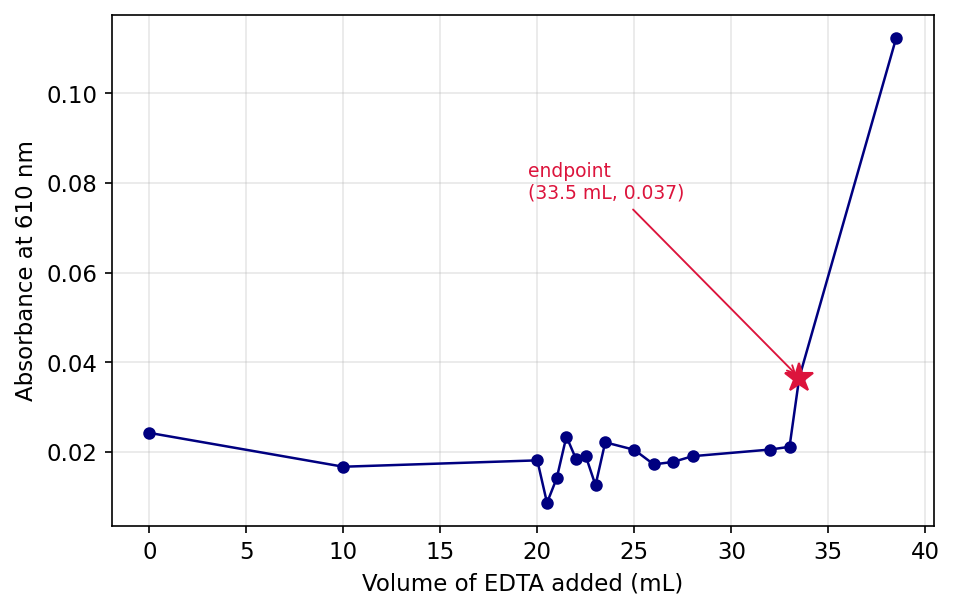 0.10
0.08
0.06
0.04
0.02
Absorbance at 610 nm
endpoint
(33.5 mL, 0.037)
0 5 10 15 20 25 30 35 40
Volume of EDTA added (mL)